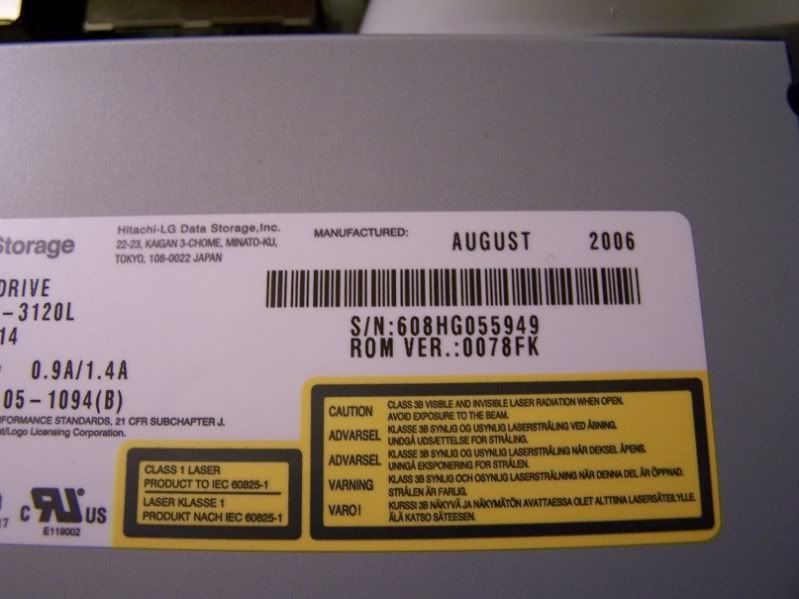 Storage
Hitachi-LG Data Storage,Inc.
22-23, KAIGAN 3-CHOME, MINATO-KU,
TOKYO, 108-0022 JAPAN
MANUFACTURED:
AUGUST 2006
DRIVE
-3120L
14
0.9A/1.4A
05-1094(B)
S/N:608HG055949
ROM VER.:0078FK
FORMANCE STANDARDS, 21 CFR SUBCHAPTER J.
t/Logo Licensing Corporation.
CLASS 1 LASER
PRODUCT TO IEC 60825-1
LASER KLASSE 1
PRODUKT NACH IEC 60825-1
CAUTION CLASS 3B VISIBLE AND INVISIBLE LASER RADIATION WHEN OPEN.
AVOID EXPOSURE TO THE BEAM.
ADVARSEL KLASSE 3B SYNLIG OG USYNLIG LASERSTRÅLING VED ÅBNING.
UNDGÅ UDSÆTTELSE FOR STRÅLING.
ADVARSEL KLASSE 3B SYNLIG OG USYNLIG LASERSTRÅLING NÅR DEKSEL ÅPENS.
UNNGÅ EKSPONERING FOR STRÅLEN.
VARNING KLASS 3B SYNLIG OCH OSYNLIG LASERSTRÅLNING NÄR DENNA DEL ÄR ÖPPNAD.
STRÅLEN ÄR FARLIG.
VARO! KURSSI 3B NÄKYVÄ JA NÄKYMÄTÖN AVATTAESSA OLET ALTTIINA LASERSÄTEILYLLE.
ÄLÄ KATSO SÄTEESEN.
17
C RU US
E119002